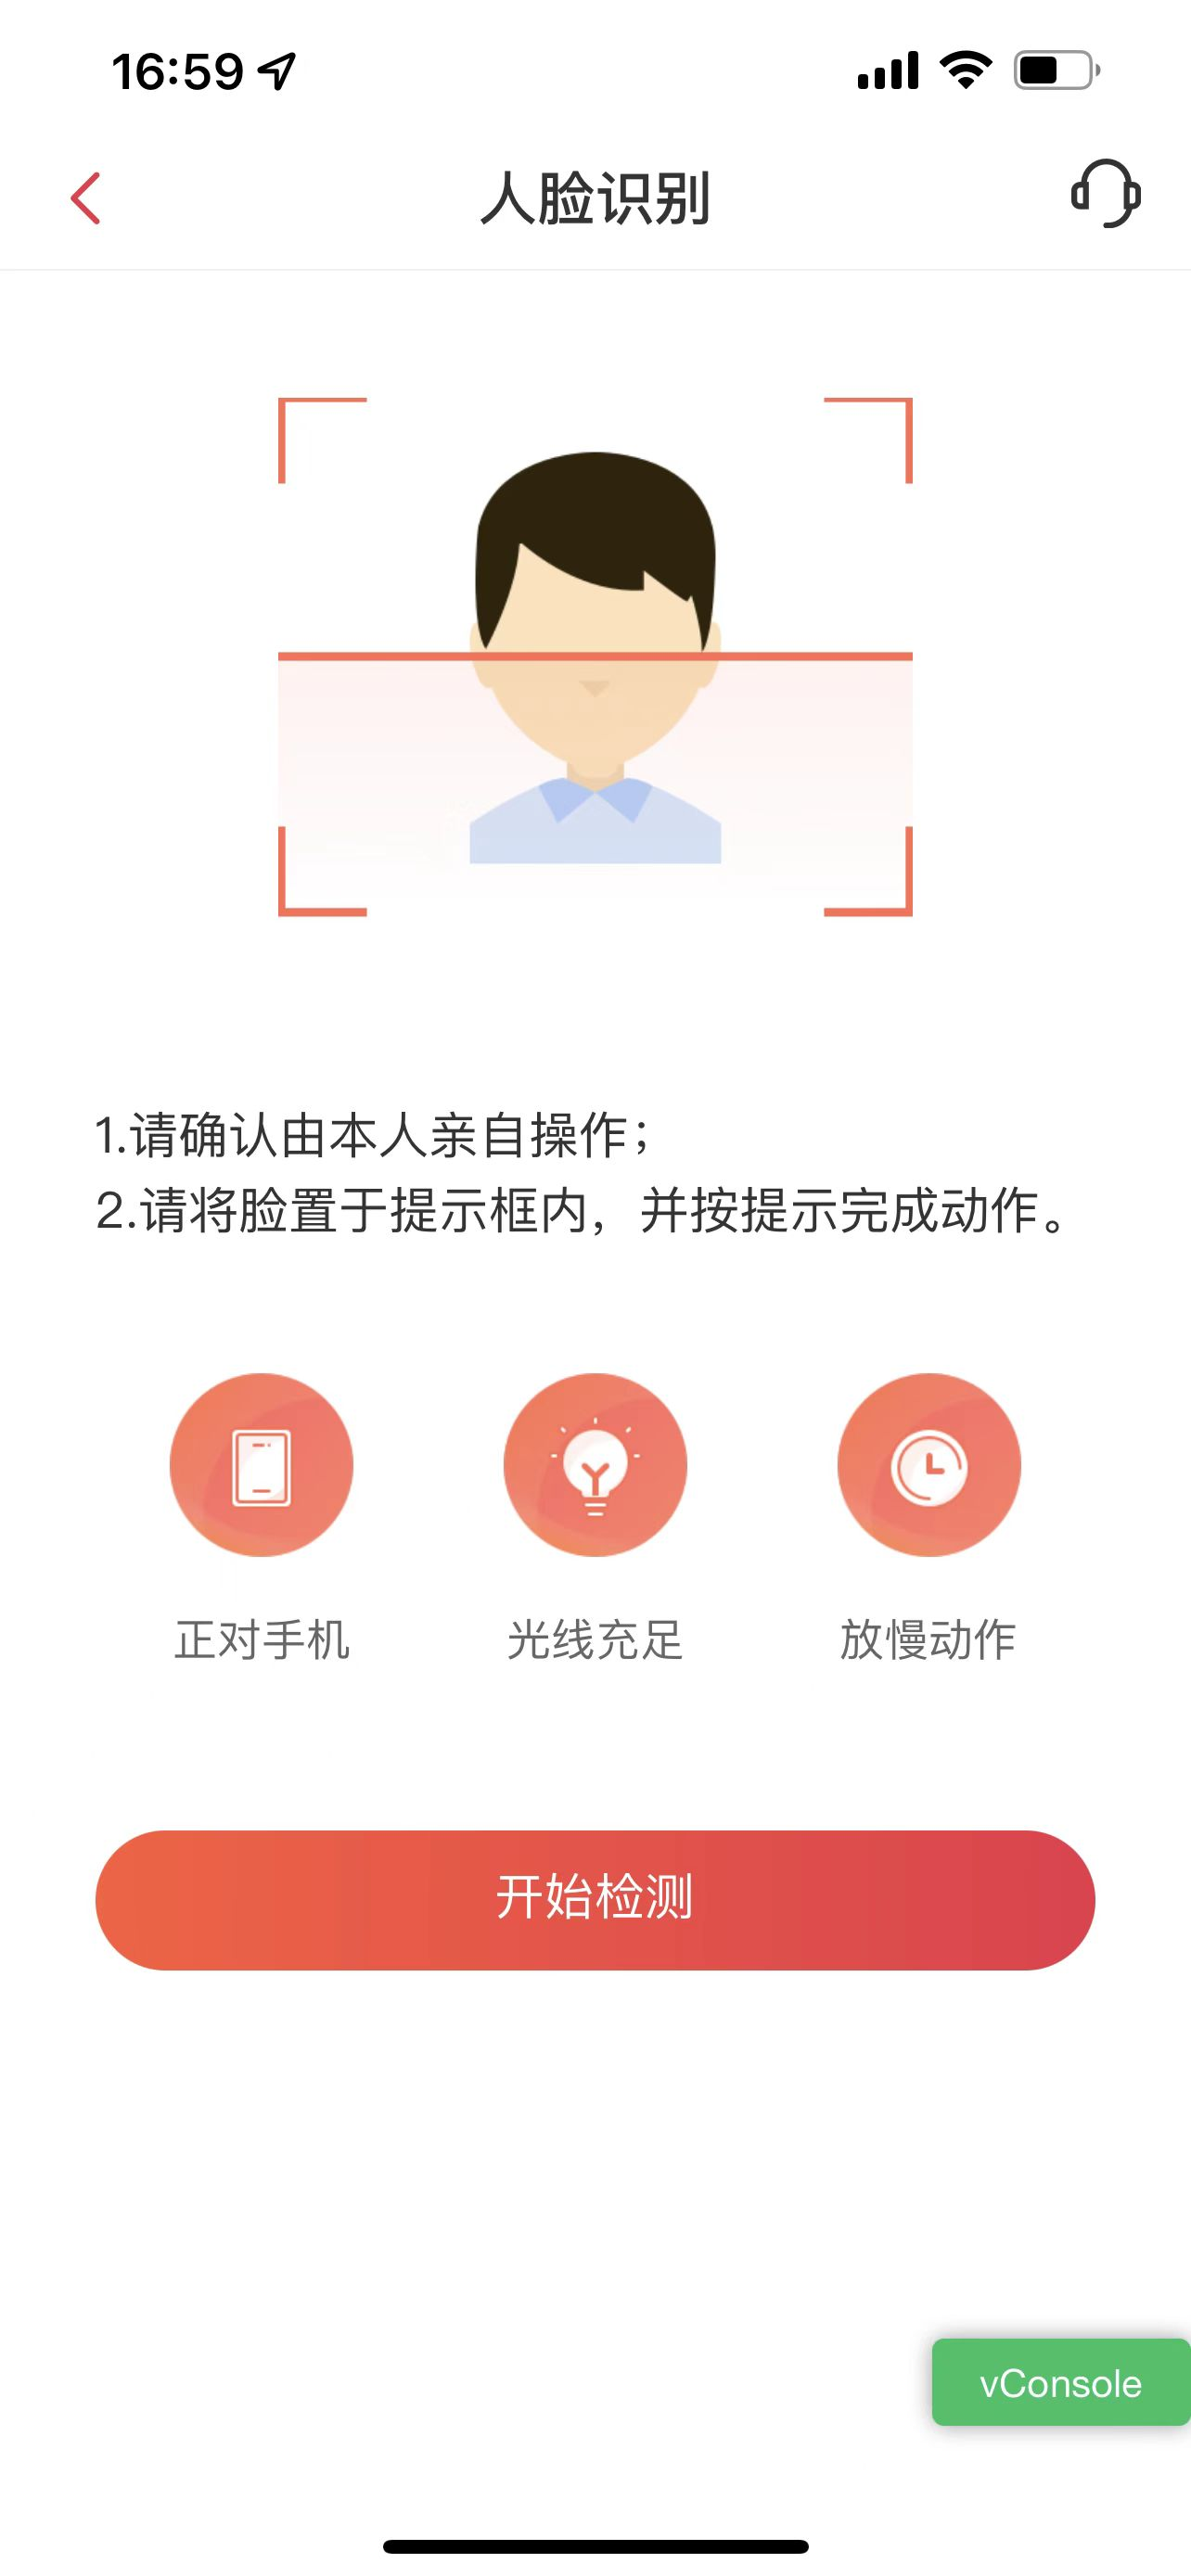 16:59
人脸识别
1.请确认由本人亲自操作；
2.请将脸置于提示框内，并按提示完成动作。
正对手机 光线充足 放慢动作
开始检测
vConsole